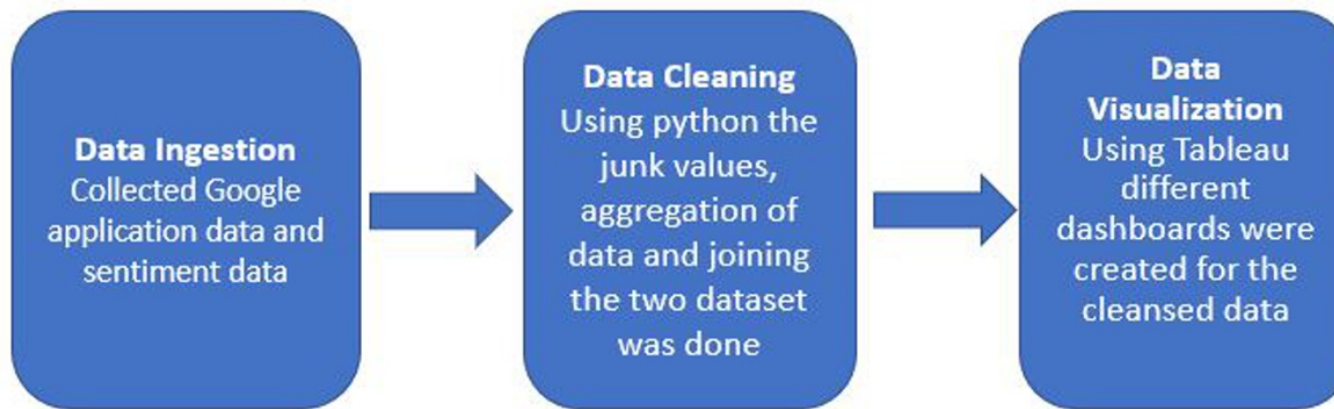 Data Ingestion
Collected Google
application data and
sentiment data
Data Cleaning
Using python the
junk values,
aggregation of
data and joining
the two dataset
was done
Data
Visualization
Using Tableau
different
dashboards were
created for the
cleansed data